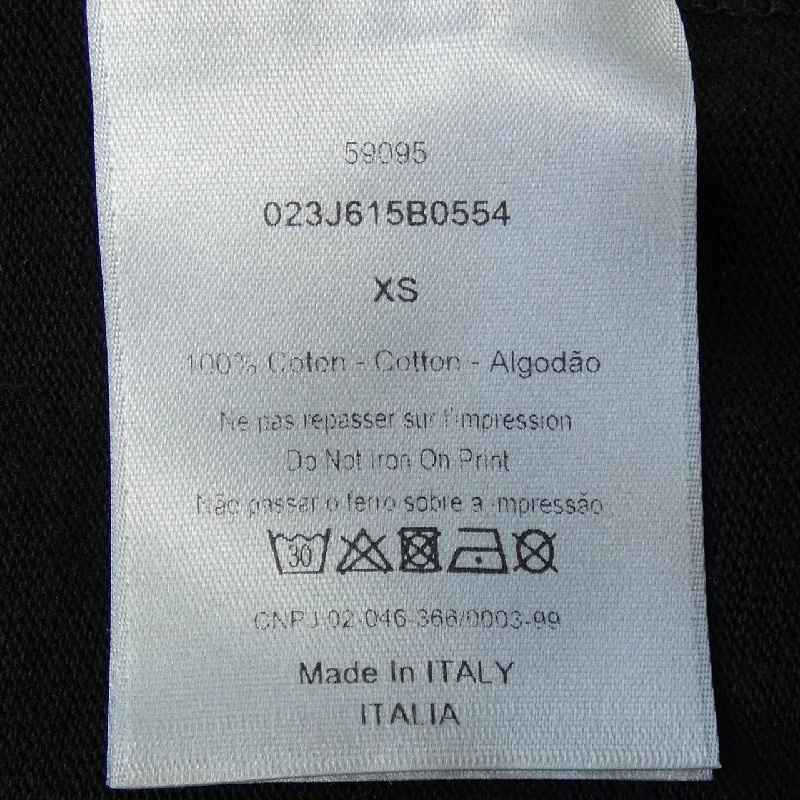 59095
023J615B0554
XS
100% Coton - Cotton - Algodão
Ne pas repasser sur l'impression
Do Not Iron On Print
Não passar o ferro sobre a impressão
30
CNPJ 02.046.366/0003-99
Made In ITALY
ITALIA